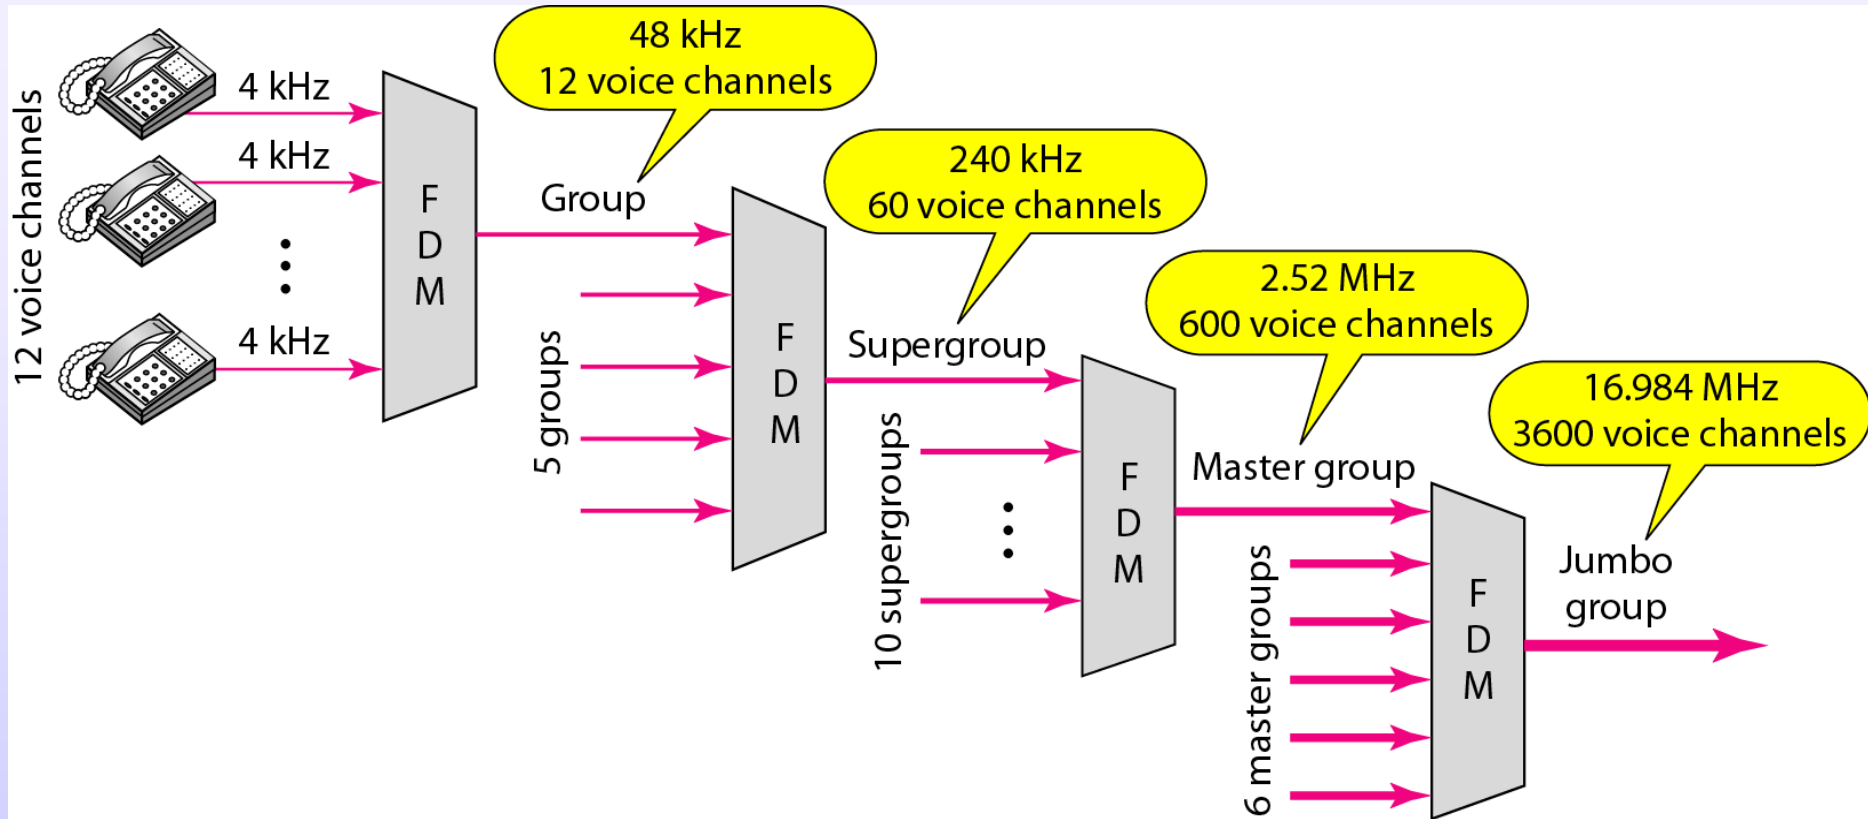 12 voice channels
4 kHz
4 kHz
4 kHz
F
D
M
48 kHz
12 voice channels
Group
5 groups
F
D
M
240 kHz
60 voice channels
Supergroup
10 supergroups
F
D
M
2.52 MHz
600 voice channels
Master group
6 master groups
F
D
M
16.984 MHz
3600 voice channels
Jumbo
group